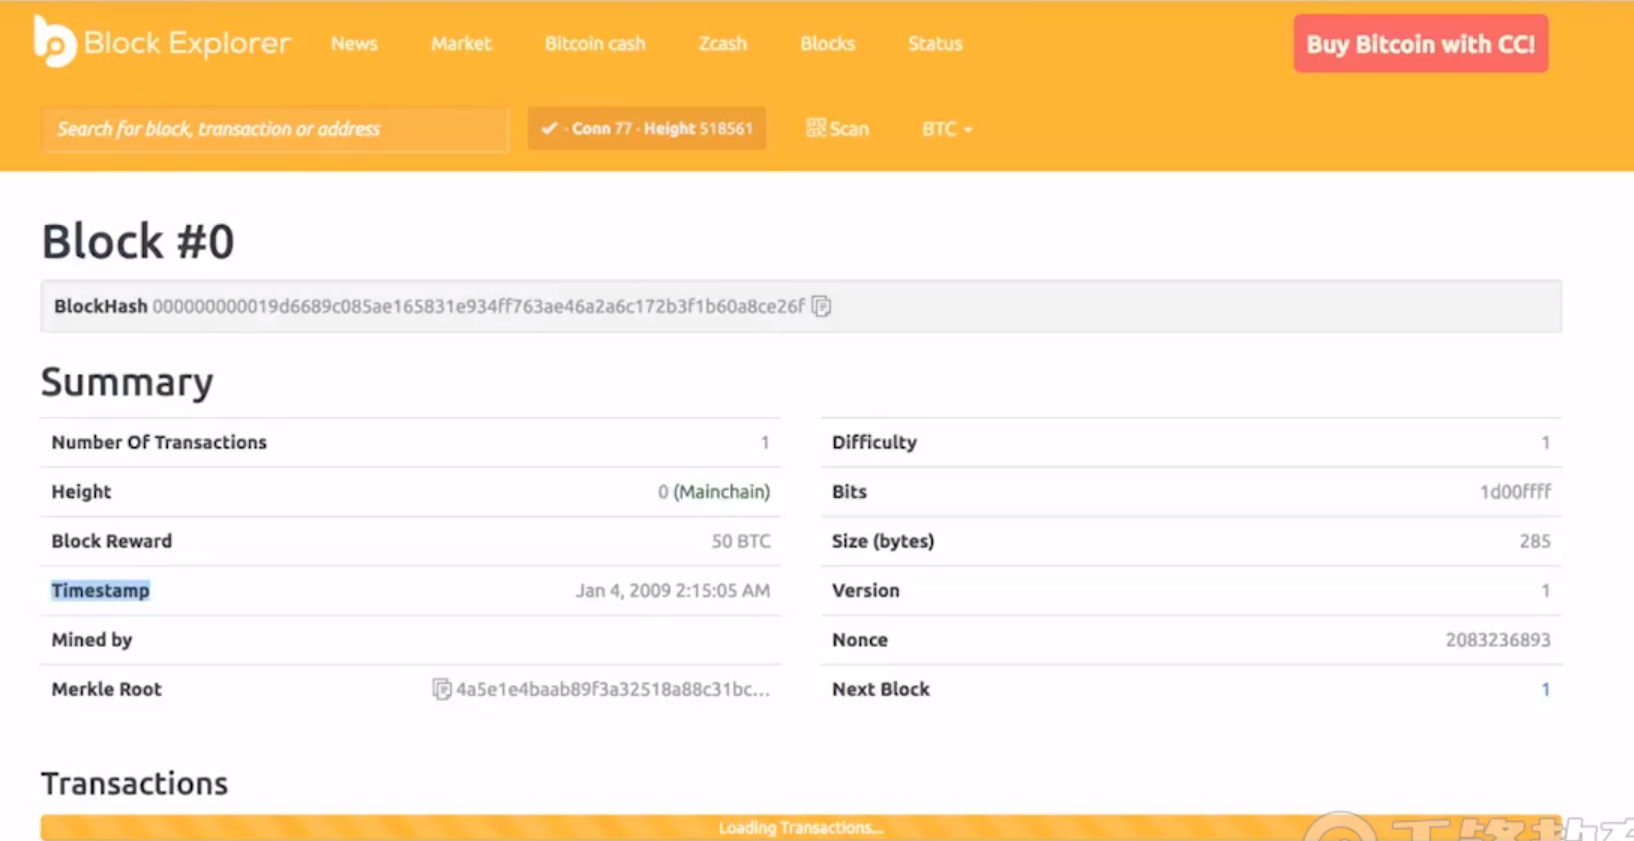 Block Explorer News Market Bitcoin cash Zcash Blocks Status Buy Bitcoin with CC!
Search for block, transaction or address ✓ · Conn 77 · Height 518561 Scan BTC
Block #0
BlockHash 000000000019d6689c085ae165831e934ff763ae46a2a6c172b3f1b60a8ce26f
Summary
Number Of Transactions 1 Difficulty 1
Height 0 (Mainchain) Bits 1d00ffff
Block Reward 50 BTC Size (bytes) 285
Timestamp Jan 4, 2009 2:15:05 AM Version 1
Mined by Nonce 2083236893
Merkle Root 4a5e1e4baab89f3a32518a88c31bc... Next Block 1
Transactions
Loading Transactions...